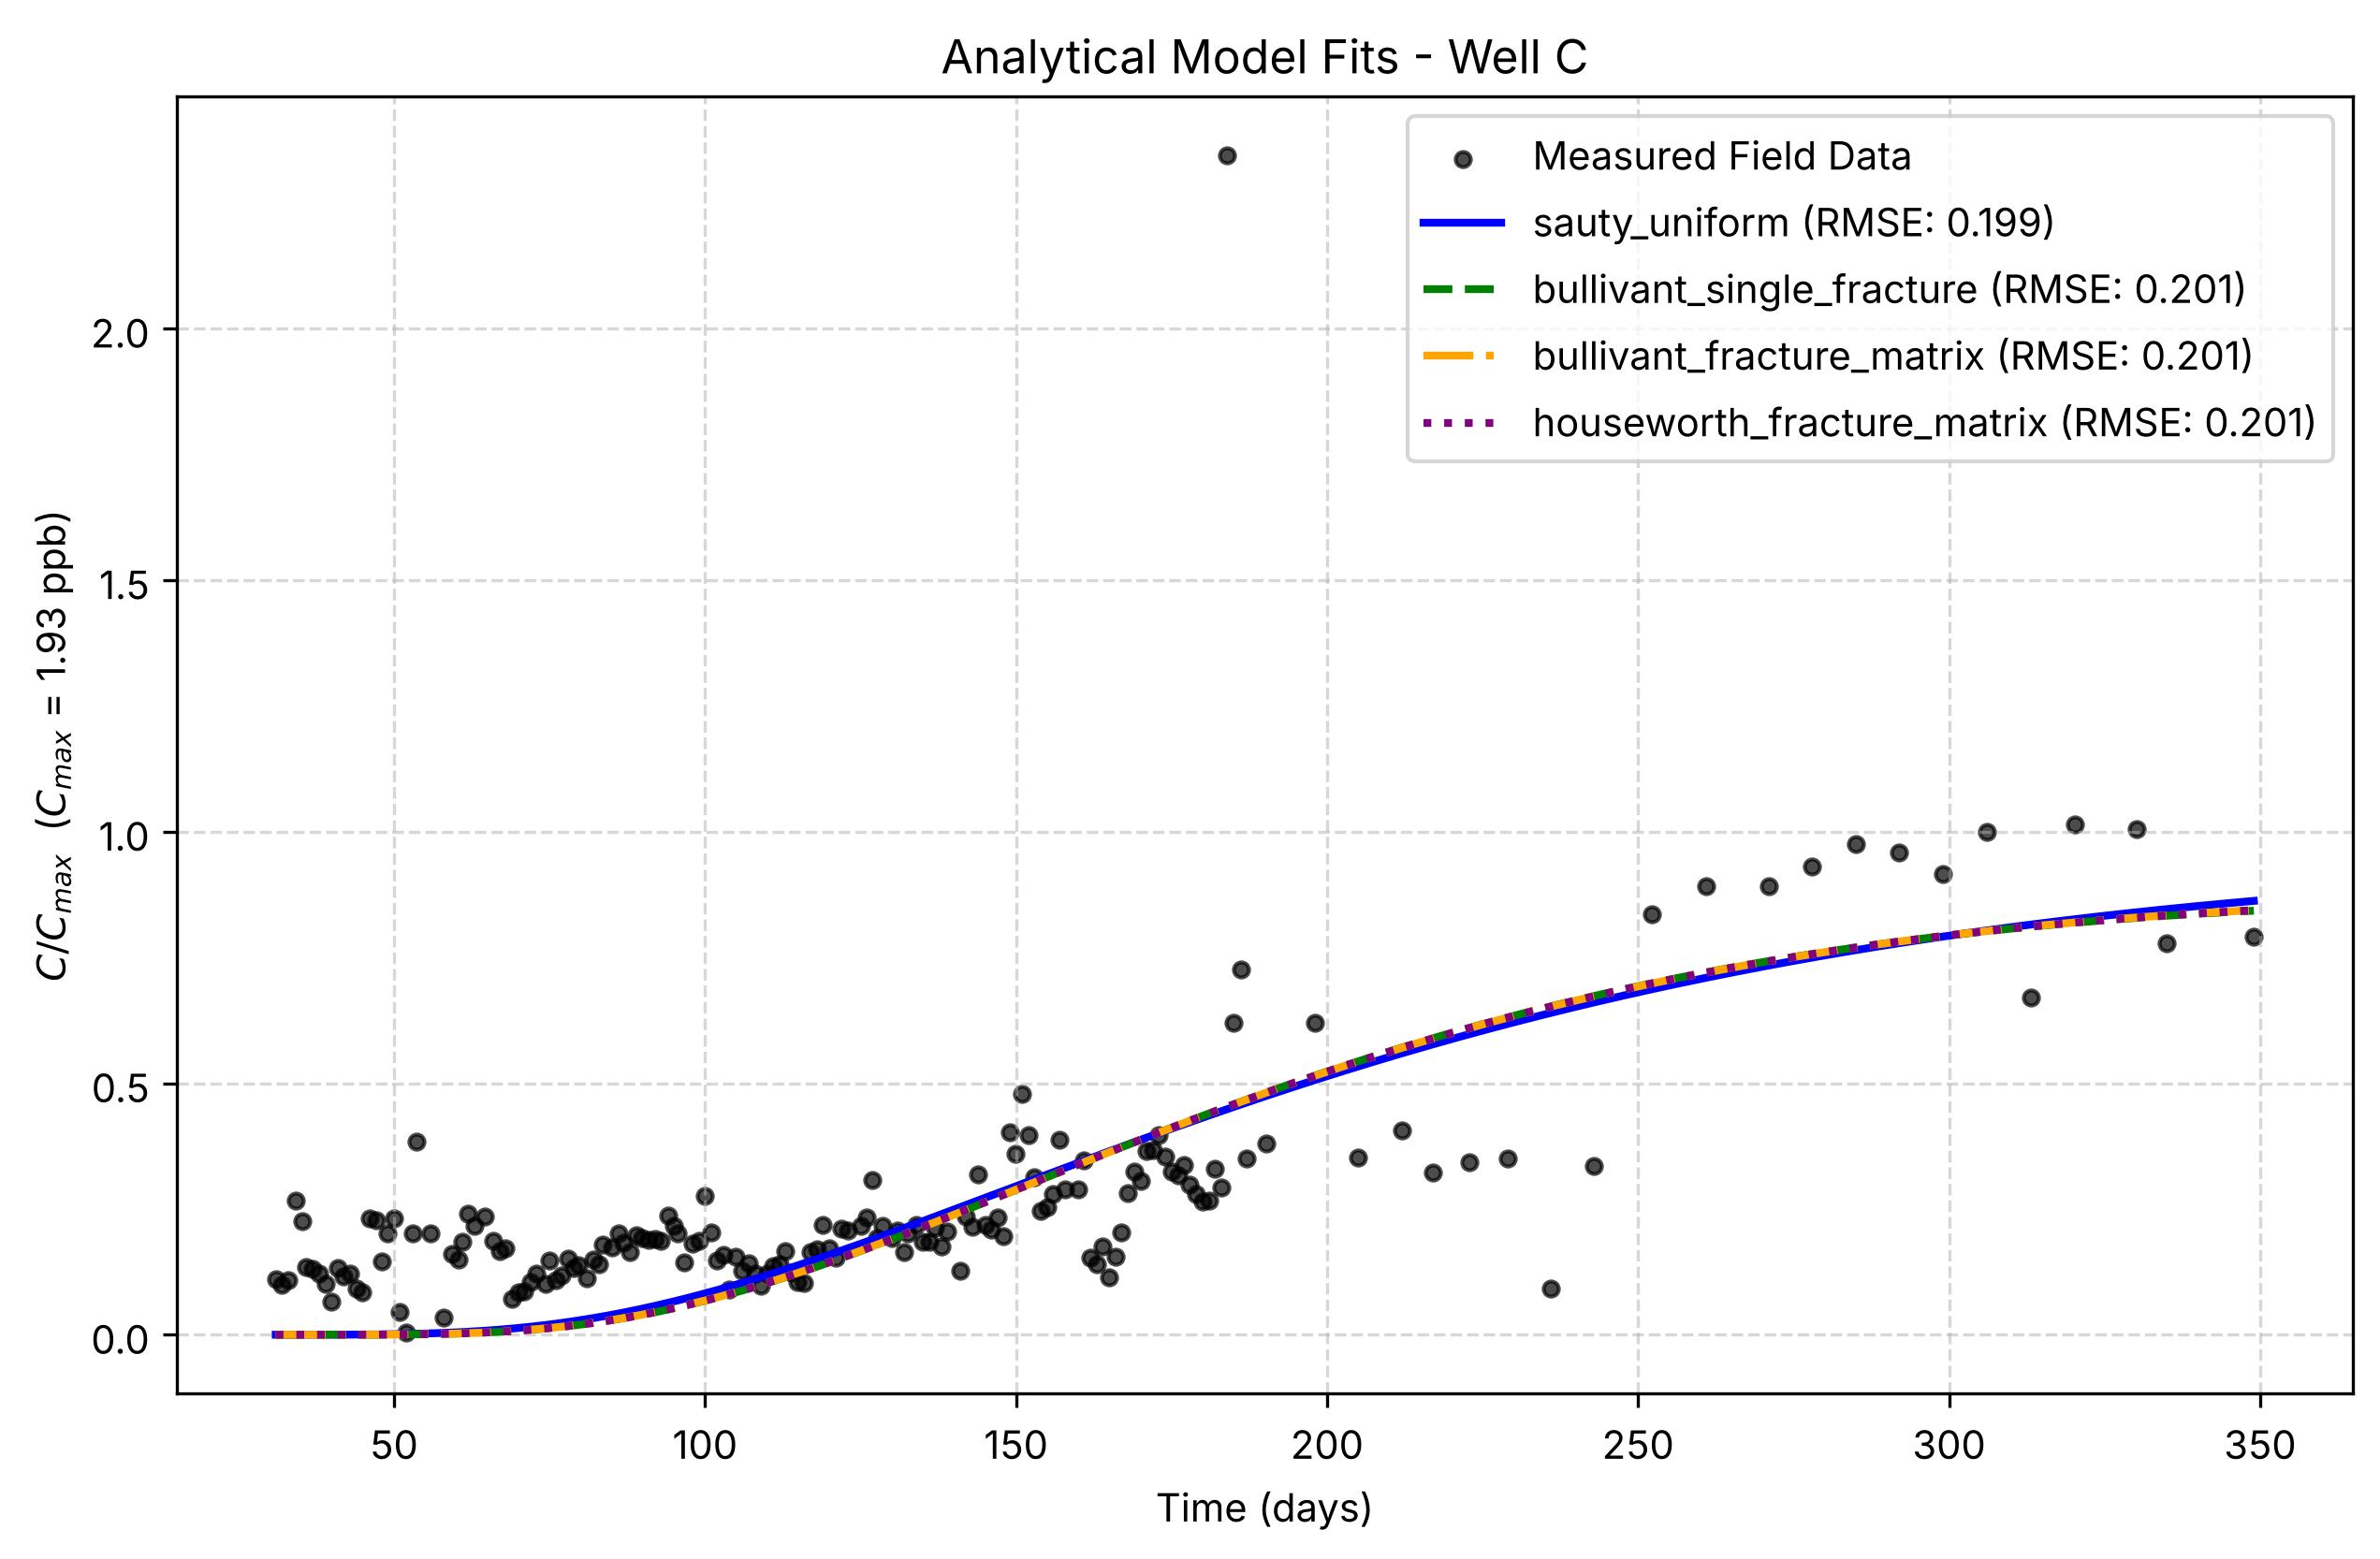 Analytical Model Fits - Well C
Measured Field Data
sauty_uniform (RMSE: 0.199)
bullivant_single_fracture (RMSE: 0.201)
bullivant_fracture_matrix (RMSE: 0.201)
houseworth_fracture_matrix (RMSE: 0.201)
C/Cmax (Cmax = 1.93 ppb)
2.0
1.5
1.0
0.5
0.0
50 100 150 200 250 300 350
Time (days)